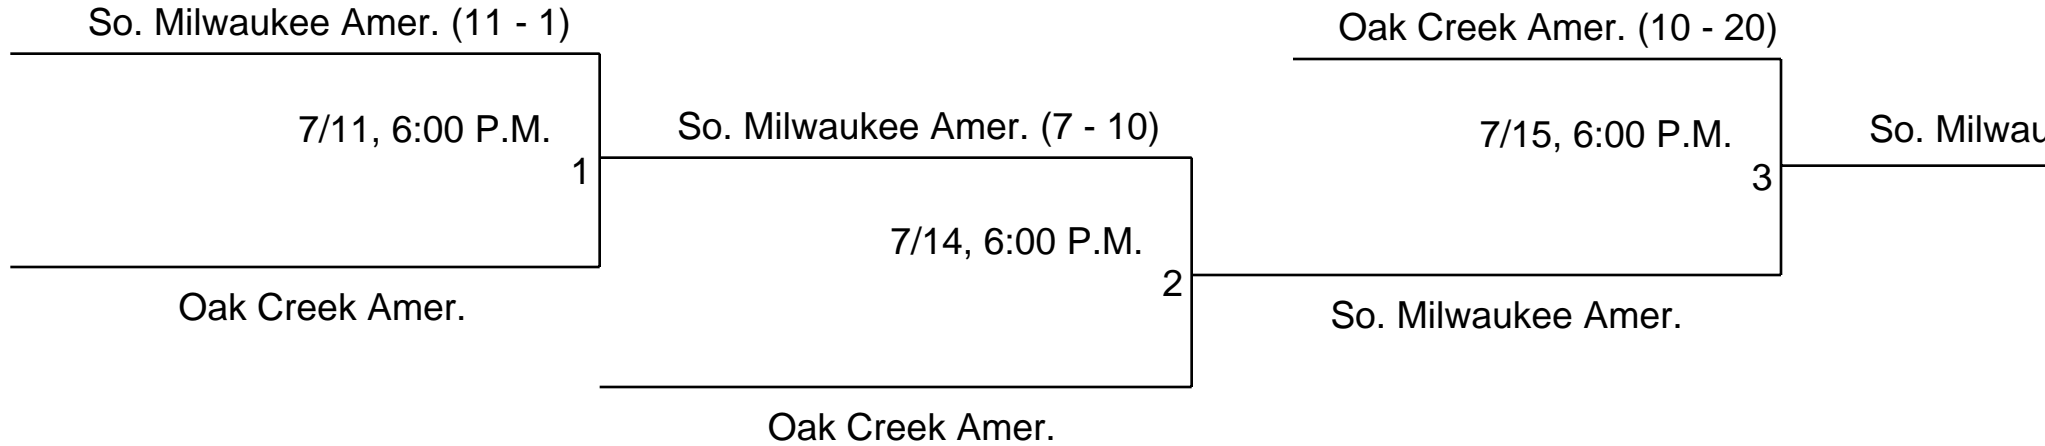 So. Milwaukee Amer. (11 - 1)
7/11, 6:00 P.M.
1
Oak Creek Amer.
So. Milwaukee Amer. (7 - 10)
7/14, 6:00 P.M.
2
Oak Creek Amer.
Oak Creek Amer. (10 - 20)
7/15, 6:00 P.M.
3
So. Milwaukee Amer.
So.